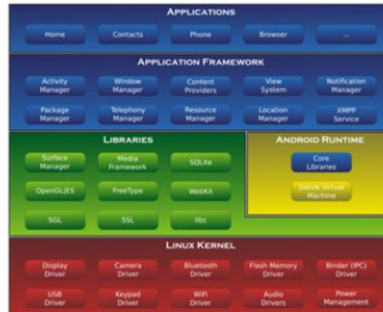 APPLICATIONS
Home Contacts Phone Browser ...
APPLICATION FRAMEWORK
Activity Manager Window Manager Content Providers View System Notification Manager
Package Manager Telephony Manager Resource Manager Location Manager XMPP Service
LIBRARIES
Surface Manager Media Framework SQLite
OpenGL|ES FreeType WebKit
SGL SSL libc
ANDROID RUNTIME
Core Libraries
Dalvik Virtual Machine
LINUX KERNEL
Display Driver Camera Driver Bluetooth Driver Flash Memory Driver Binder (IPC) Driver
USB Driver Keypad Driver WiFi Driver Audio Drivers Power Management